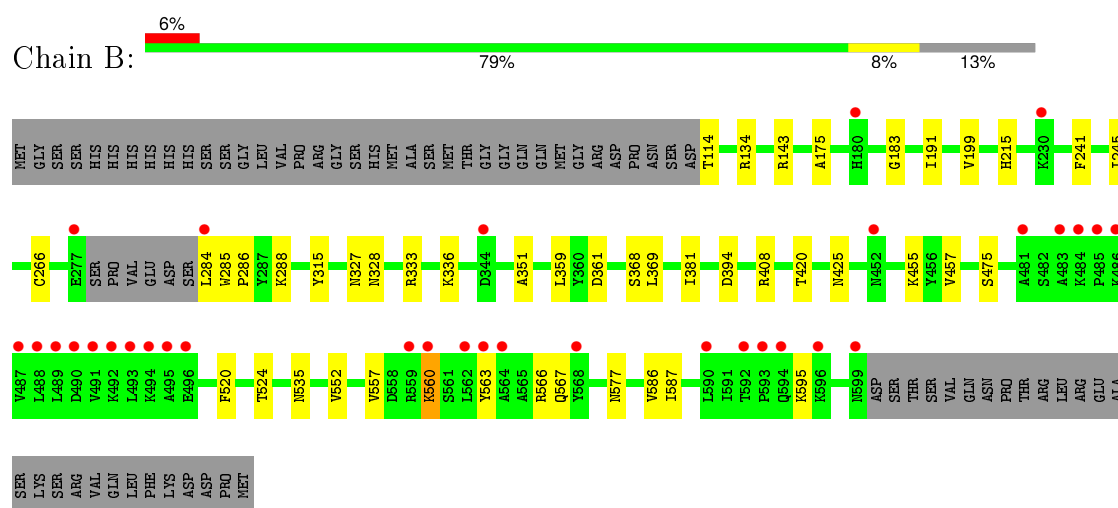 6%
Chain B:
79% 8% 13%
MET GLY SER SER HIS HIS HIS HIS HIS HIS SER SER GLY LEU VAL PRO ARG GLY SER HIS MET ALA SER MET THR GLY GLY GLN GLN MET GLY ARG ASP PRO ASN SER SER ASP T114 R134 R143 A175 H180 G183 I191 V199 H215 K230 F241 I245
C266 E277 SER PRO VAL GLU ASP SER L284 W285 P286 Y287 K288 Y315 N327 N328 R333 K336 D344 A351 L359 Y360 D361 S368 L369 I381 D394 R408 T420 N425 N452 K455 Y456 V457 S475 A481 S482 A483 K484 P485 K486
V487 L488 L489 D490 V491 K492 L493 K494 A495 E496 F520 T524 N535 V552 V557 D558 R559 K560 S561 L562 Y563 A564 A565 R566 Q567 Y568 N577 V586 I587 L590 I591 T592 P593 Q594 K595 K596 N599 ASP SER THR SER VAL GLN ASN PRO THR ARG LEU ARG GLU ALA
SER LYS SER ARG VAL GLN LEU PHE LYS ASP ASP PRO MET